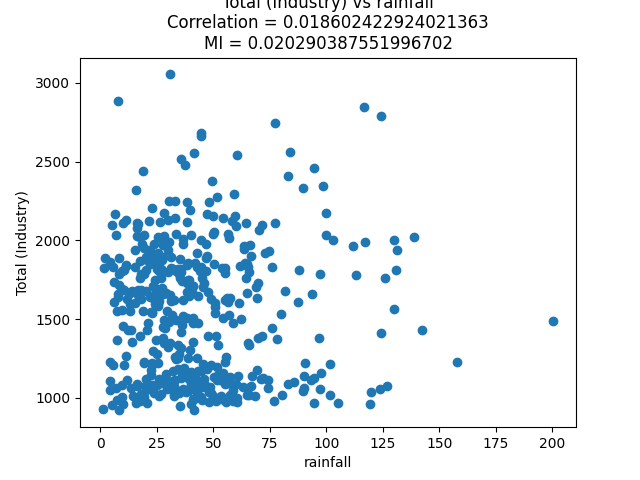 Total (Industry) vs rainfall
Correlation = 0.018602422924021363
MI = 0.020290387551996702
3000
2500
2000
1500
1000
Total (Industry)
0 25 50 75 100 125 150 175 200
rainfall